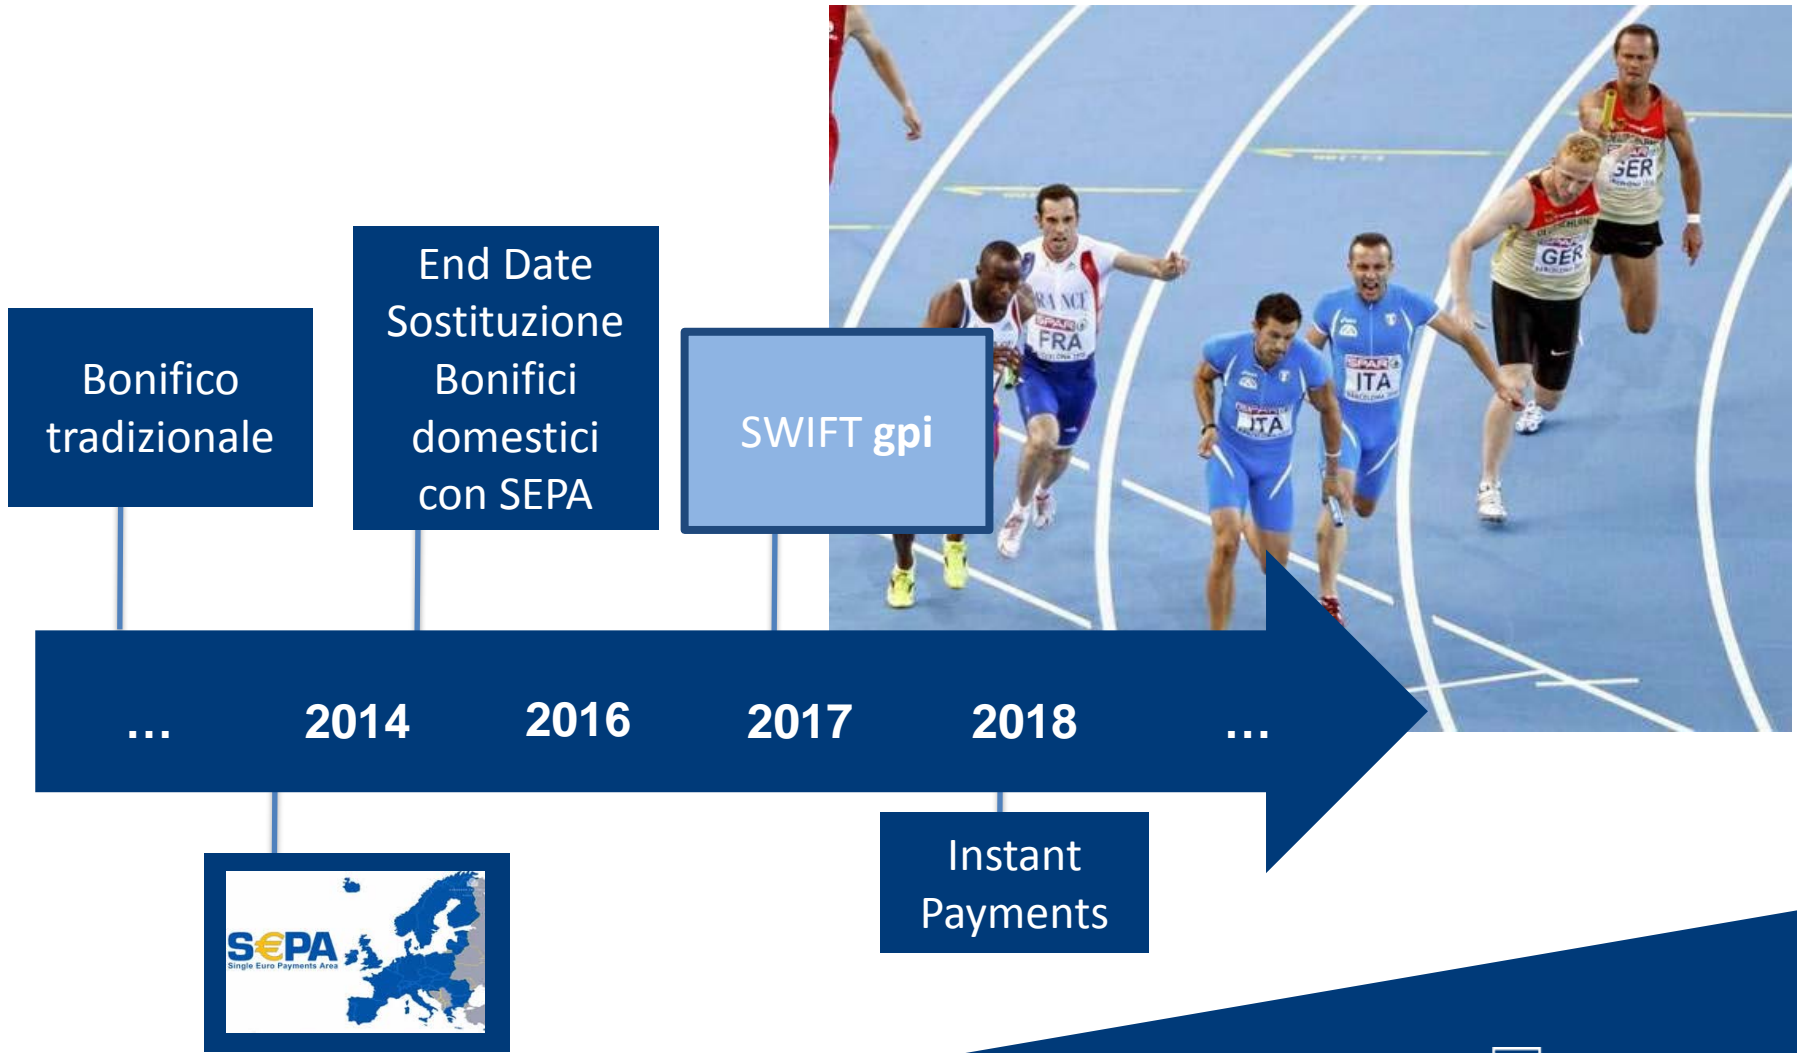 Bonifico
tradizionale
End Date
Sostituzione
Bonifici
domestici
con SEPA
SWIFT gpi
FRA
ITA
ITA
GER
GER
...
2014
2016
2017
2018
...
S€PA
Single Euro Payments Area
Instant
Payments